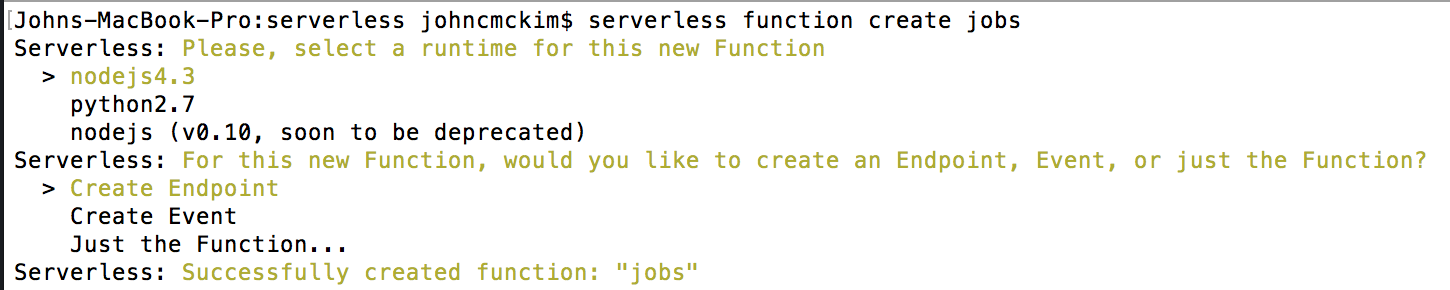 [Johns-MacBook-Pro:serverless johncmckim$ serverless function create jobs
Serverless: Please, select a runtime for this new Function
  > nodejs4.3
    python2.7
    nodejs (v0.10, soon to be deprecated)
Serverless: For this new Function, would you like to create an Endpoint, Event, or just the Function?
  > Create Endpoint
    Create Event
    Just the Function...
Serverless: Successfully created function: "jobs"